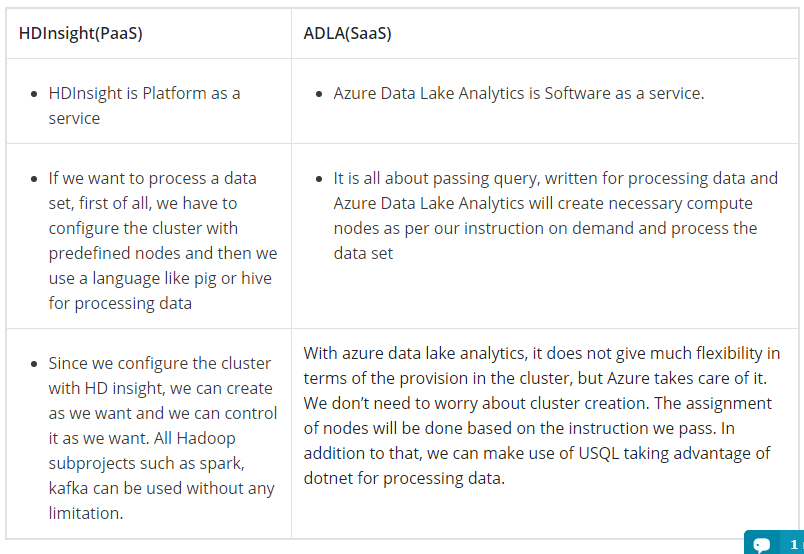 HDInsight(PaaS)
ADLA(SaaS)
HDInsight is Platform as a
service
Azure Data Lake Analytics is Software as a service.
If we want to process a data
set, first of all, we have to
configure the cluster with
predefined nodes and then we
use a language like pig or hive
for processing data
It is all about passing query, written for processing data and
Azure Data Lake Analytics will create necessary compute
nodes as per our instruction on demand and process the
data set
Since we configure the cluster
with HD insight, we can create
as we want and we can control
it as we want. All Hadoop
subprojects such as spark,
kafka can be used without any
limitation.
With azure data lake analytics, it does not give much flexibility in
terms of the provision in the cluster, but Azure takes care of it.
We don’t need to worry about cluster creation. The assignment
of nodes will be done based on the instruction we pass. In
addition to that, we can make use of USQL taking advantage of
dotnet for processing data.
1